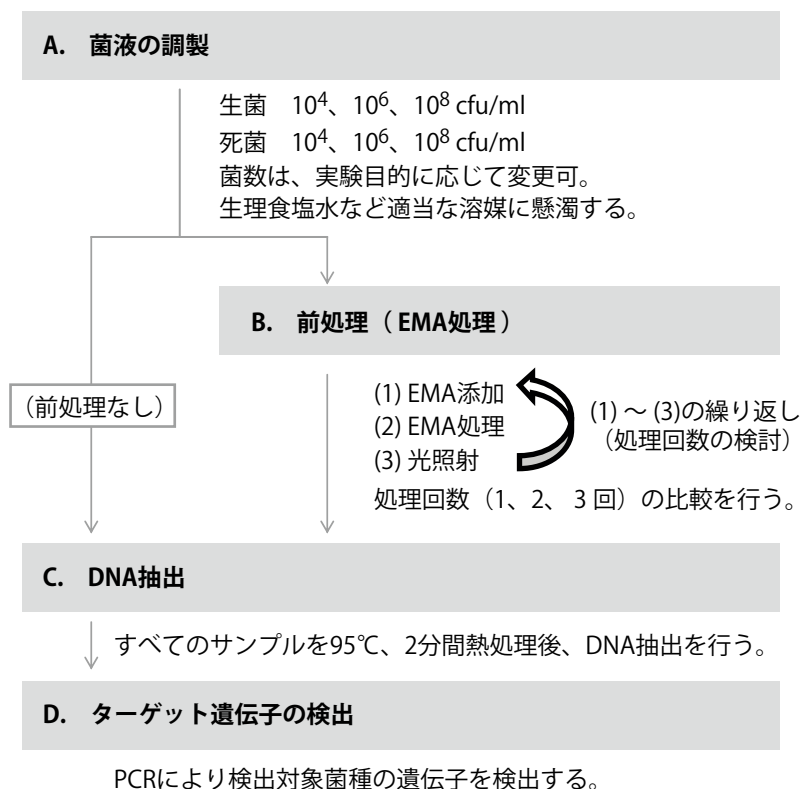 A. 菌液の調製
生菌 10⁴、10⁶、10⁸ cfu/ml
死菌 10⁴、10⁶、10⁸ cfu/ml
菌数は、実験目的に応じて変更可。
生理食塩水など適当な溶媒に懸濁する。
B. 前処理（ EMA処理 ）
（前処理なし）
(1) EMA添加
(2) EMA処理
(3) 光照射
(1) ～ (3)の繰り返し
（処理回数の検討）
処理回数（1、2、 3 回）の比較を行う。
C. DNA抽出
すべてのサンプルを95℃、2分間熱処理後、DNA抽出を行う。
D. ターゲット遺伝子の検出
PCRにより検出対象菌種の遺伝子を検出する。